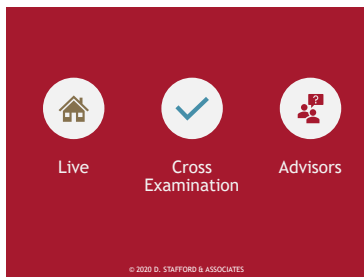 ?
Live
Cross
Examination
Advisors
© 2020 D. STAFFORD & ASSOCIATES